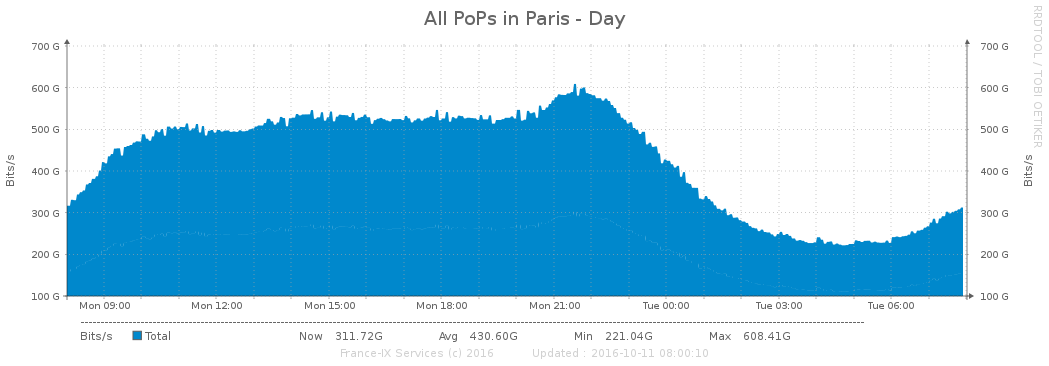 All PoPs in Paris - Day
RRDTOOL / TOBI OETIKER
700 G 700 G
600 G 600 G
500 G 500 G
400 G 400 G
300 G 300 G
200 G 200 G
100 G 100 G
Bits/s
Bits/s
Mon 09:00 Mon 12:00 Mon 15:00 Mon 18:00 Mon 21:00 Tue 00:00 Tue 03:00 Tue 06:00
Bits/s Total Now 311.72G Avg 430.60G Min 221.04G Max 608.41G
France-IX Services (c) 2016 Updated : 2016-10-11 08:00:10